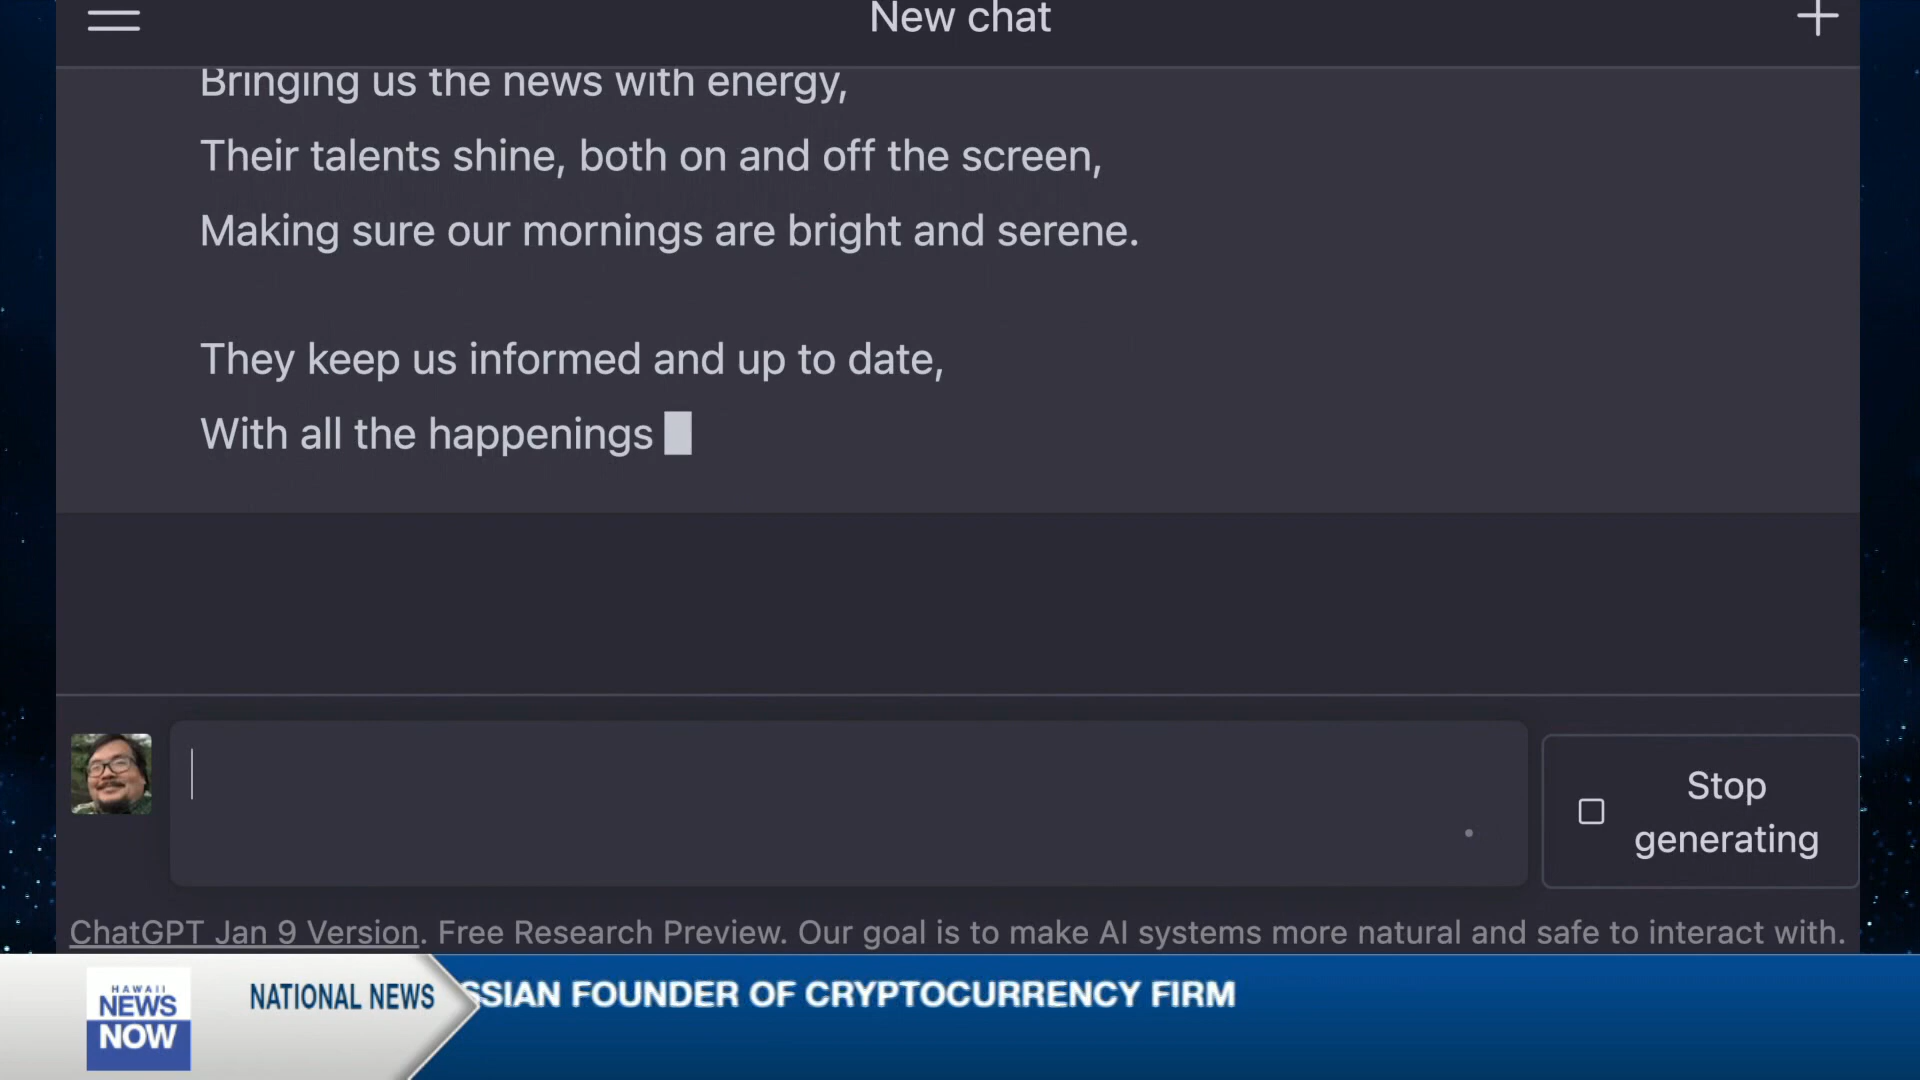 New chat
Bringing us the news with energy,
Their talents shine, both on and off the screen,
Making sure our mornings are bright and serene.
They keep us informed and up to date,
With all the happenings
Stop
generating
ChatGPT Jan 9 Version. Free Research Preview. Our goal is to make AI systems more natural and safe to interact with.
HAWAII
NEWS
NOW
NATIONAL NEWS
SSIAN FOUNDER OF CRYPTOCURRENCY FIRM